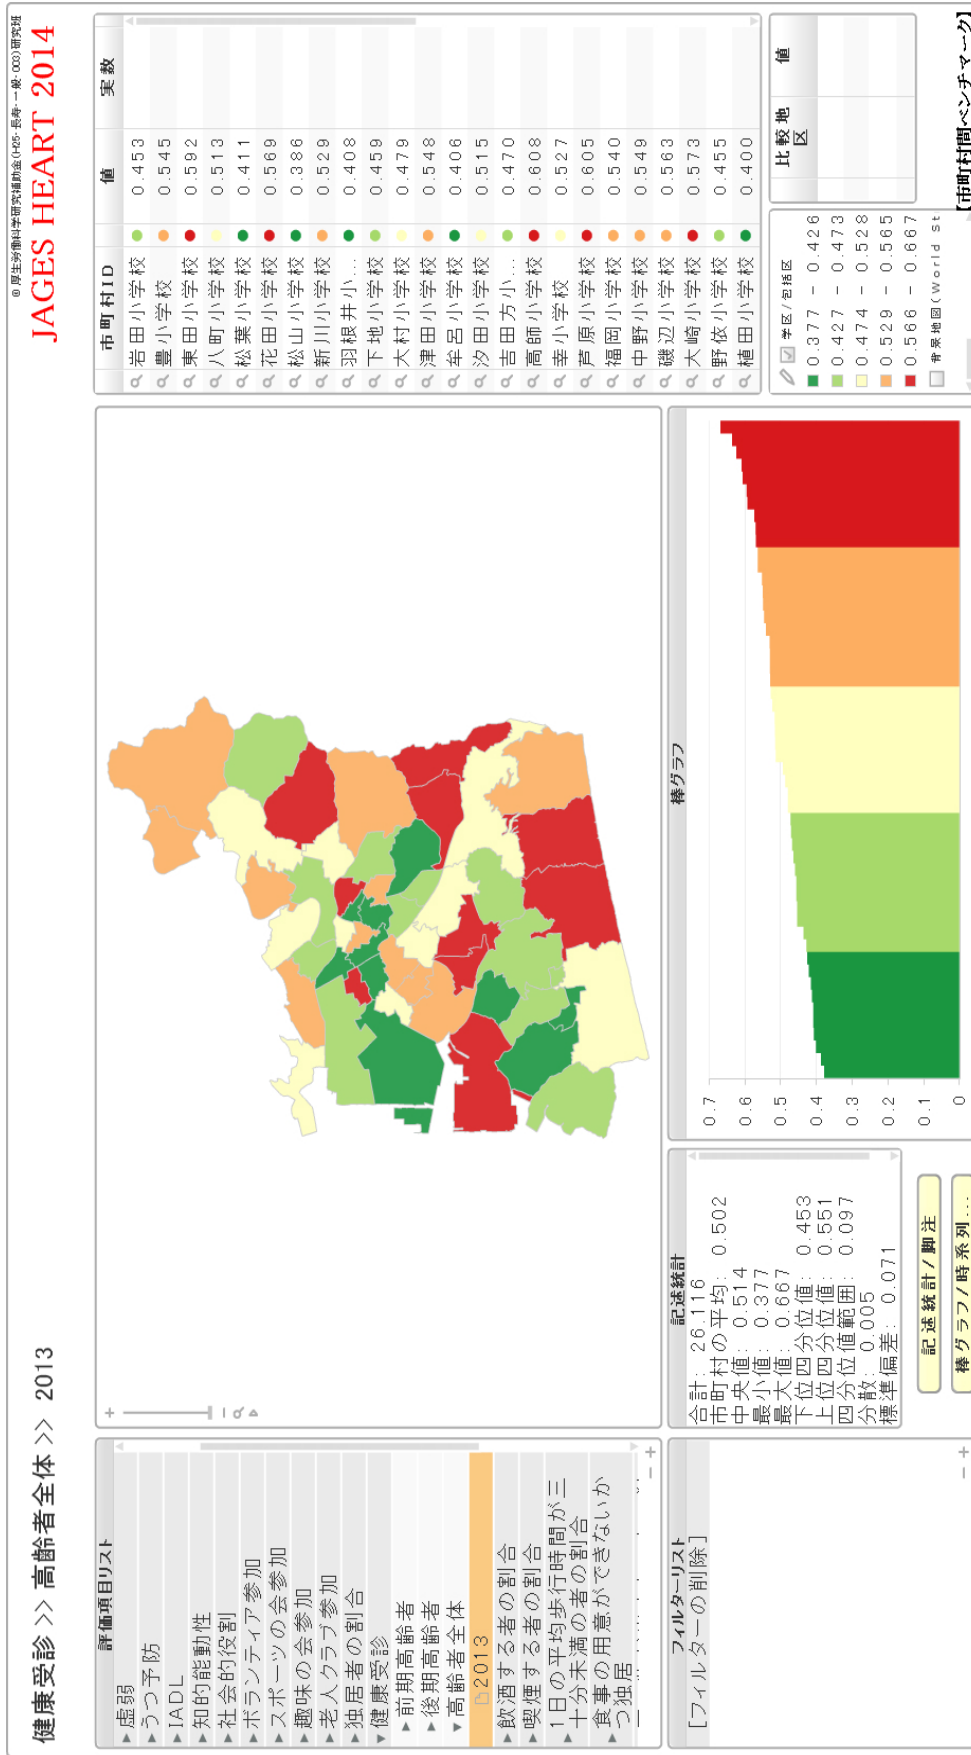 健康受診 >> 高齢者全体 >> 2013
JAGES HEART 2014
評価項目リスト
虚弱
うつ予防
IADL
知的能動性
社会的役割
ボランティア参加
スポーツの会参加
趣味の会参加
老人クラブ参加
独居者の割合
健康受診
前期高齢者
後期高齢者
高齢者全体
2013
飲酒する者の割合
喫煙する者の割合
1日の平均歩行時間が三
十分未満の者の割合
食事の用意ができないか
つ独居
フィルターリスト
[フィルターの削除]
記述統計
合計: 26.116
市町村の平均: 0.502
中央値: 0.514
最小値: 0.377
最大値: 0.667
下位四分位値: 0.453
上位四分位値: 0.551
四分位値範囲: 0.097
分散: 0.005
標準偏差: 0.071
記述統計/脚注
棒グラフ/時系列...
棒グラフ
0.7
0.6
0.5
0.4
0.3
0.2
0.1
0
市町村ID 値 実数
岩田小学校 0.453
豊小学校 0.545
東田小学校 0.592
八町小学校 0.513
松葉小学校 0.411
花田小学校 0.569
松山小学校 0.386
新川小学校 0.529
羽根井小... 0.408
下地小学校 0.459
大村小学校 0.479
津田小学校 0.548
牟呂小学校 0.406
汐田小学校 0.515
吉田方小... 0.470
高師小学校 0.608
幸小学校 0.527
芦原小学校 0.605
福岡小学校 0.540
中野小学校 0.549
磯辺小学校 0.563
大崎小学校 0.573
野依小学校 0.455
植田小学校 0.400
学区/包括区
0.377 - 0.426
0.427 - 0.473
0.474 - 0.528
0.529 - 0.565
0.566 - 0.667
背景地図(World St
比較地区 値
【市町村間ベンチマーク】